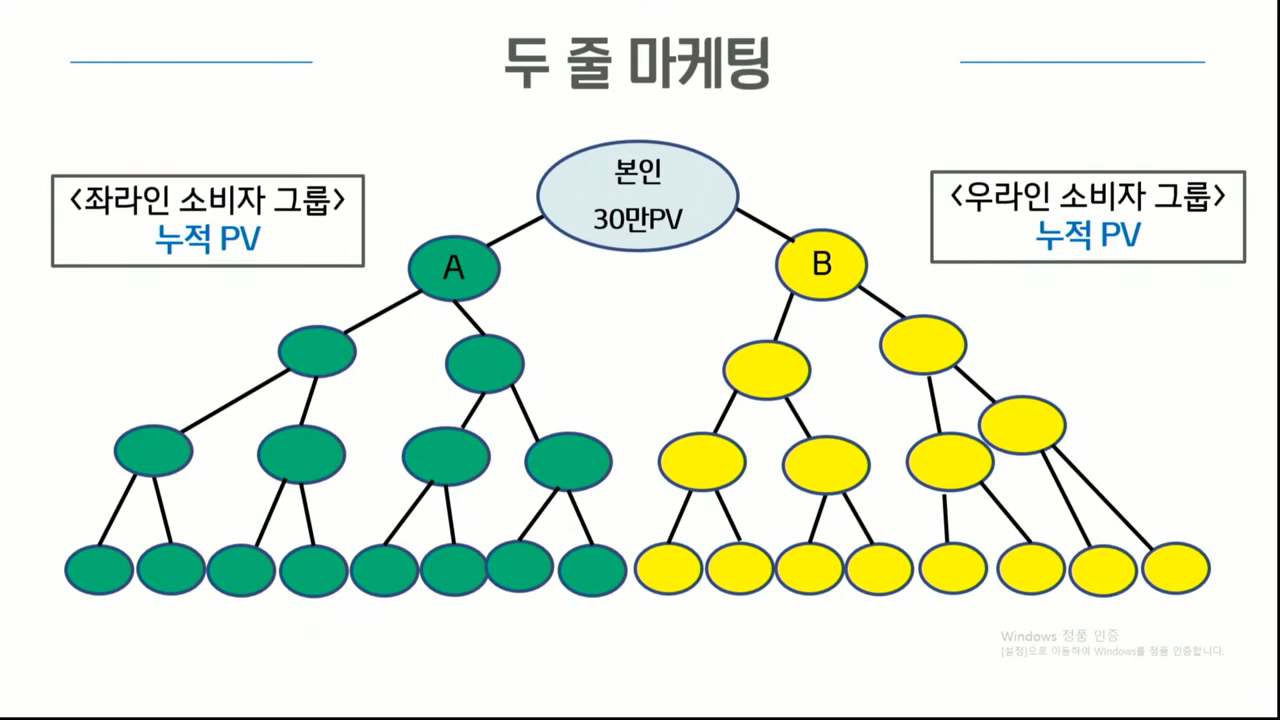 두 줄 마케팅
<좌라인 소비자 그룹>
누적 PV
본인
30만PV
<우라인 소비자 그룹>
누적 PV
A
B
Windows 정품 인증
[설정]으로 이동하여 Windows를 정품 인증합니다.